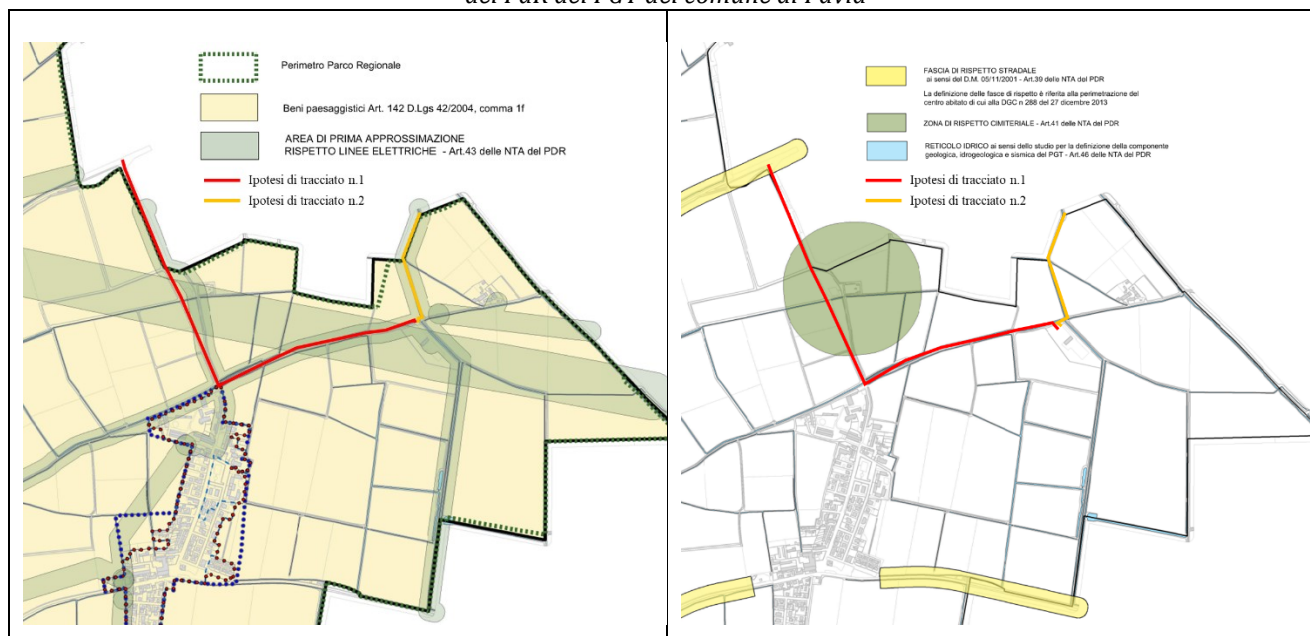 del PdR del PGT del comune di Pavia
Perimetro Parco Regionale
Beni paesaggistici Art. 142 D.Lgs 42/2004, comma 1f
AREA DI PRIMA APPROSSIMAZIONE
RISPETTO LINEE ELETTRICHE - Art.43 delle NTA del PDR
Ipotesi di tracciato n.1
Ipotesi di tracciato n.2
FASCIA DI RISPETTO STRADALE
ai sensi del D.M. 05/11/2001 - Art.39 delle NTA del PDR
La definizione delle fasce di rispetto è riferita alla perimetrazione del
centro abitato di cui alla DGC n 288 del 27 dicembre 2013
ZONA DI RISPETTO CIMITERIALE - Art.41 delle NTA del PDR
RETICOLO IDRICO ai sensi dello studio per la definizione della componente
geologica, idrogeologica e sismica del PGT - Art.46 delle NTA del PDR
Ipotesi di tracciato n.1
Ipotesi di tracciato n.2